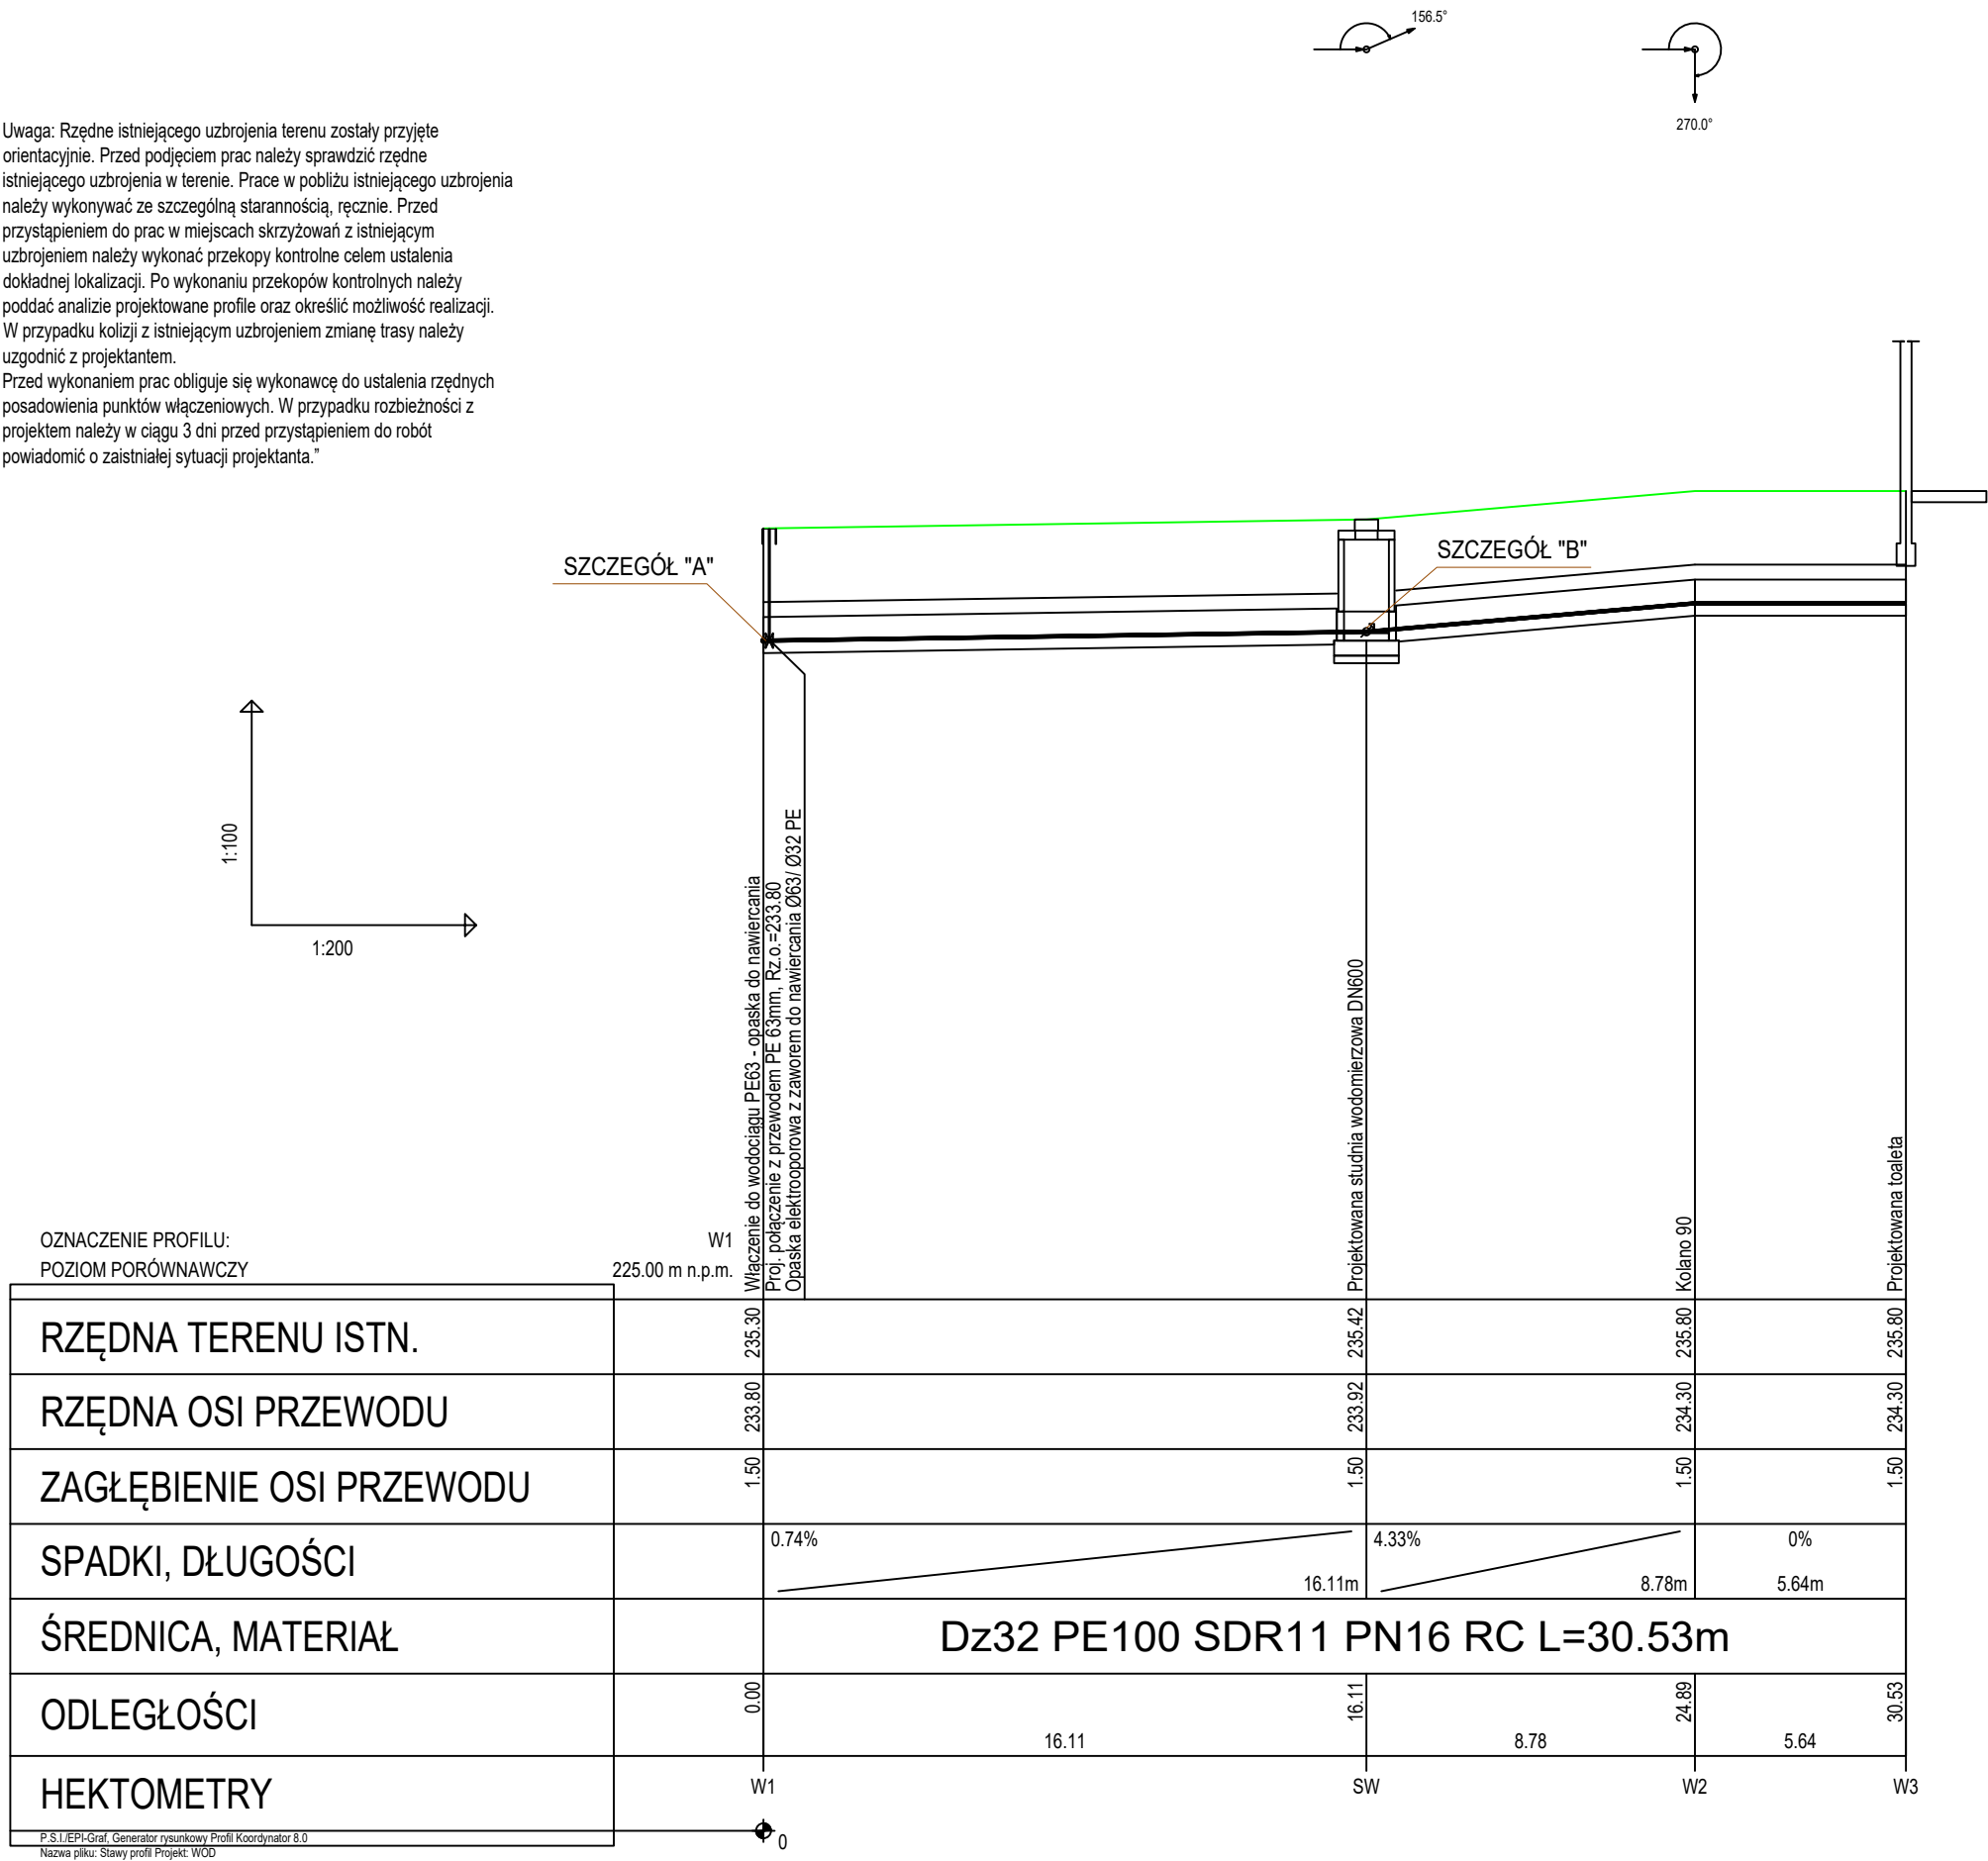 156.5°
270.0°
Uwaga: Rzędne istniejącego uzbrojenia terenu zostały przyjęte
orientacyjnie. Przed podjęciem prac należy sprawdzić rzędne
istniejącego uzbrojenia w terenie. Prace w pobliżu istniejącego uzbrojenia
należy wykonywać ze szczególną starannością, ręcznie. Przed
przystąpieniem do prac w miejscach skrzyżowań z istniejącym
uzbrojeniem należy wykonać przekopy kontrolne celem ustalenia
dokładnej lokalizacji. Po wykonaniu przekopów kontrolnych należy
poddać analizie projektowane profile oraz określić możliwość realizacji.
W przypadku kolizji z istniejącym uzbrojeniem zmianę trasy należy
uzgodnić z projektantem.
Przed wykonaniem prac obliguje się wykonawcę do ustalenia rzędnych
posadowienia punktów włączeniowych. W przypadku rozbieżności z
projektem należy w ciągu 3 dni przed przystąpieniem do robót
powiadomić o zaistniałej sytuacji projektanta.”
SZCZEGÓŁ "A"
SZCZEGÓŁ "B"
1:100
1:200
Włączenie do wodociągu PE63 - opaska do nawiercania
Proj. połączenie z przewodem PE 63mm, Rz.o.=233.80
Opaska elektrooporowa z zaworem do nawiercania Ø63/ Ø32 PE
Projektowana studnia wodomierzowa DN600
Kolano 90
Projektowana toaleta
OZNACZENIE PROFILU: W1
POZIOM PORÓWNAWCZY 225.00 m n.p.m.
RZĘDNA TERENU ISTN. 235.30 235.42 235.80 235.80
RZĘDNA OSI PRZEWODU 233.80 233.92 234.30 234.30
ZAGŁĘBIENIE OSI PRZEWODU 1.50 1.50 1.50 1.50
SPADKI, DŁUGOŚCI
0.74% 4.33% 0%
16.11m 8.78m 5.64m
ŚREDNICA, MATERIAŁ Dz32 PE100 SDR11 PN16 RC L=30.53m
ODLEGŁOŚCI 0.00 16.11 24.89 30.53
16.11 8.78 5.64
HEKTOMETRY
W1 SW W2 W3
0
P.S.I./EPI-Graf, Generator rysunkowy Profil Koordynator 8.0
Nazwa pliku: Stawy profil Projekt: WOD